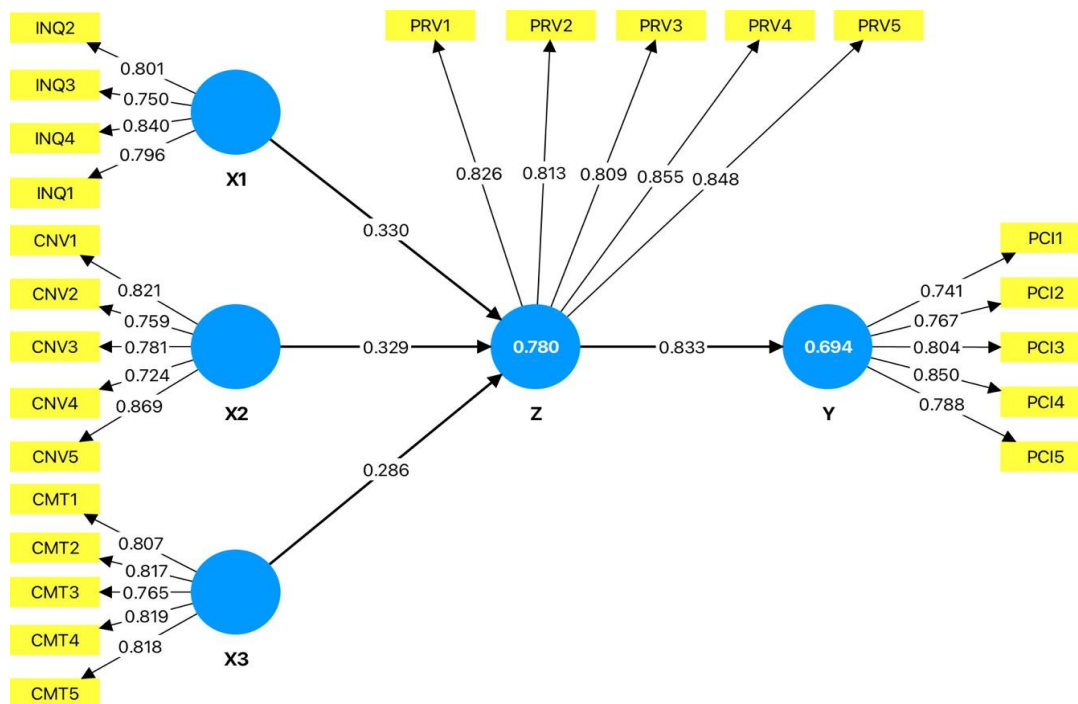 INQ2
INQ3
INQ4
INQ1
0.801
0.750
0.840
0.796
X1
CNV1
CNV2
CNV3
CNV4
CNV5
0.821
0.759
0.781
0.724
0.869
X2
CMT1
CMT2
CMT3
CMT4
CMT5
0.807
0.817
0.765
0.819
0.818
X3
0.330
0.329
0.286
PRV1 PRV2 PRV3 PRV4 PRV5
0.826 0.813 0.809 0.855 0.848
0.780
Z
0.833
0.694
Y
0.741
0.767
0.804
0.850
0.788
PCI1
PCI2
PCI3
PCI4
PCI5